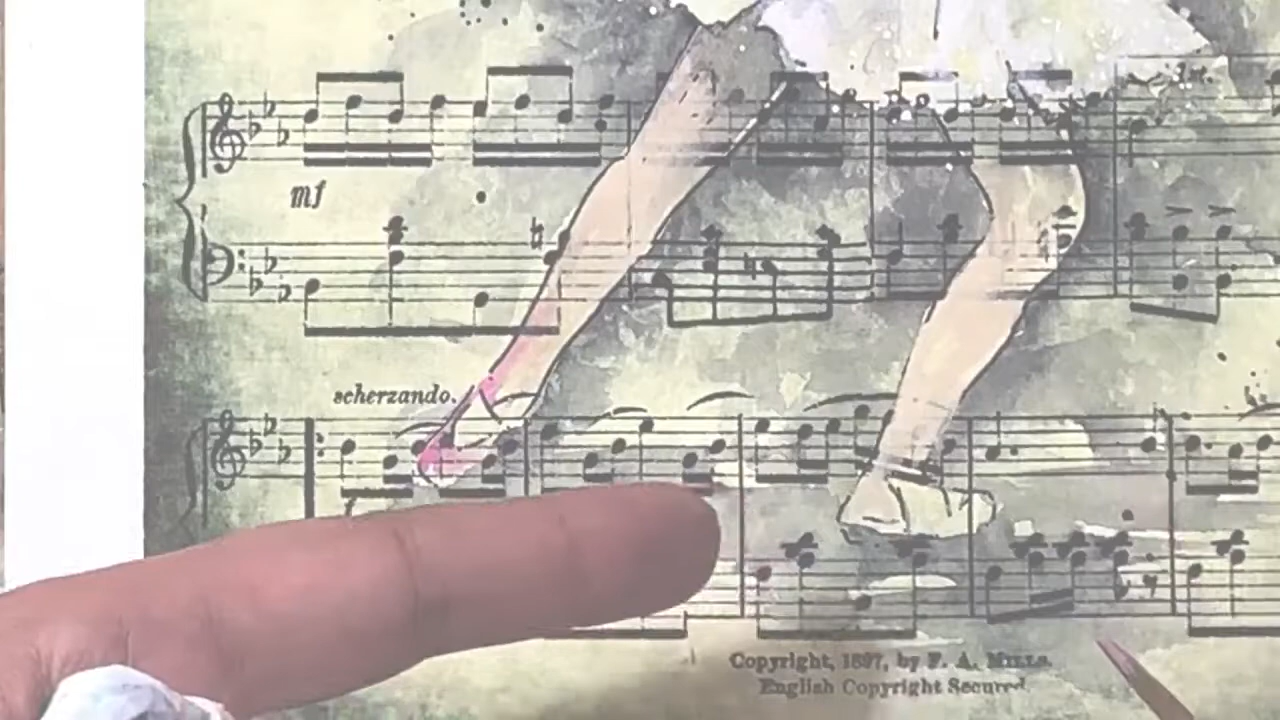 mf
scherzando.
Copyright, 1897, by F. A. MILLS.
English Copyright Secured.